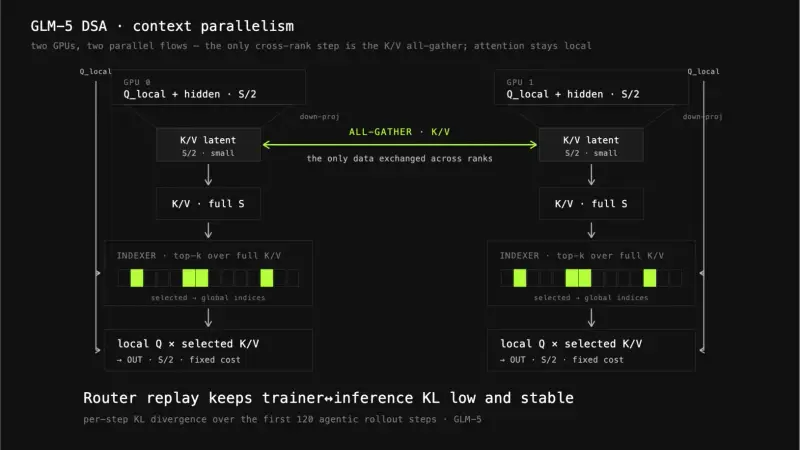 GLM-5 DSA · context parallelism
two GPUs, two parallel flows — the only cross-rank step is the K/V all-gather; attention stays local
Q_local
GPU 0
Q_local + hidden · S/2
down-proj
K/V latent
S/2 · small
ALL-GATHER · K/V
the only data exchanged across ranks
GPU 1
Q_local + hidden · S/2
Q_local
down-proj
K/V latent
S/2 · small
K/V · full S
K/V · full S
INDEXER · top-k over full K/V
selected → global indices
INDEXER · top-k over full K/V
selected → global indices
local Q × selected K/V
→ OUT · S/2 · fixed cost
local Q × selected K/V
→ OUT · S/2 · fixed cost
Router replay keeps trainer↔inference KL low and stable
per-step KL divergence over the first 120 agentic rollout steps · GLM-5